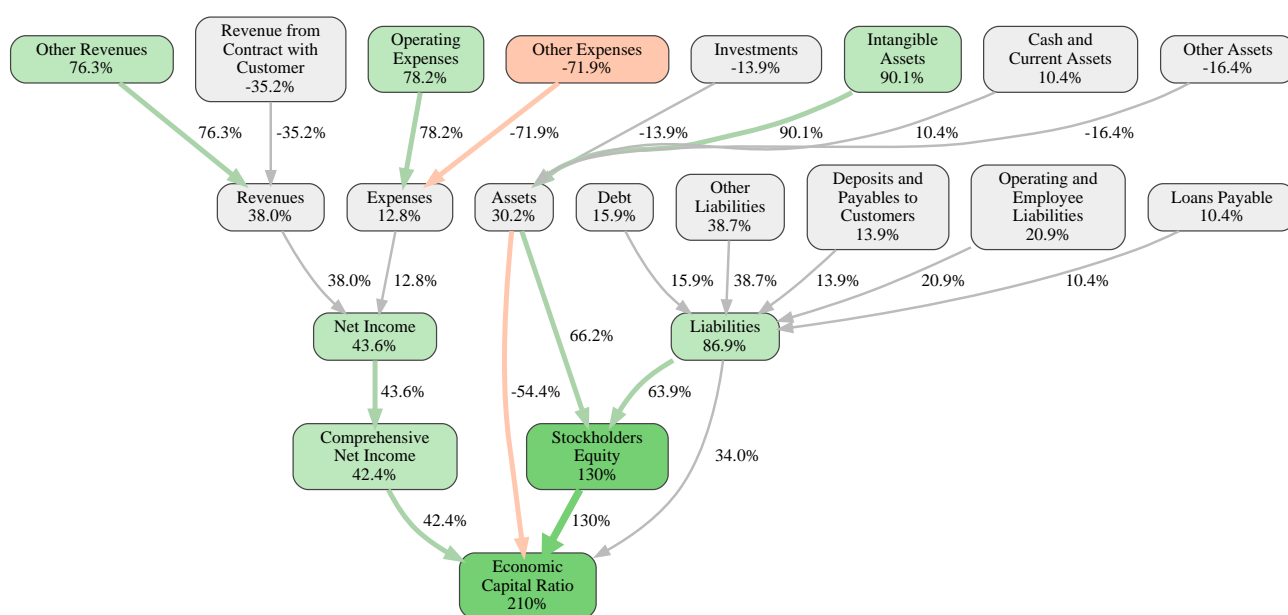 Other Revenues
76.3%
Revenue from
Contract with
Customer
-35.2%
Operating
Expenses
78.2%
Other Expenses
-71.9%
Investments
-13.9%
Intangible
Assets
90.1%
Cash and
Current Assets
10.4%
Other Assets
-16.4%
76.3%
-35.2%
78.2%
-71.9%
-13.9%
90.1%
10.4%
-16.4%
Revenues
38.0%
Expenses
12.8%
Assets
30.2%
Debt
15.9%
Other
Liabilities
38.7%
Deposits and
Payables to
Customers
13.9%
Operating and
Employee
Liabilities
20.9%
Loans Payable
10.4%
38.0%
12.8%
15.9%
38.7%
13.9%
20.9%
10.4%
Net Income
43.6%
66.2%
Liabilities
86.9%
43.6%
-54.4%
63.9%
Comprehensive
Net Income
42.4%
Stockholders
Equity
130%
34.0%
42.4%
130%
Economic
Capital Ratio
210%